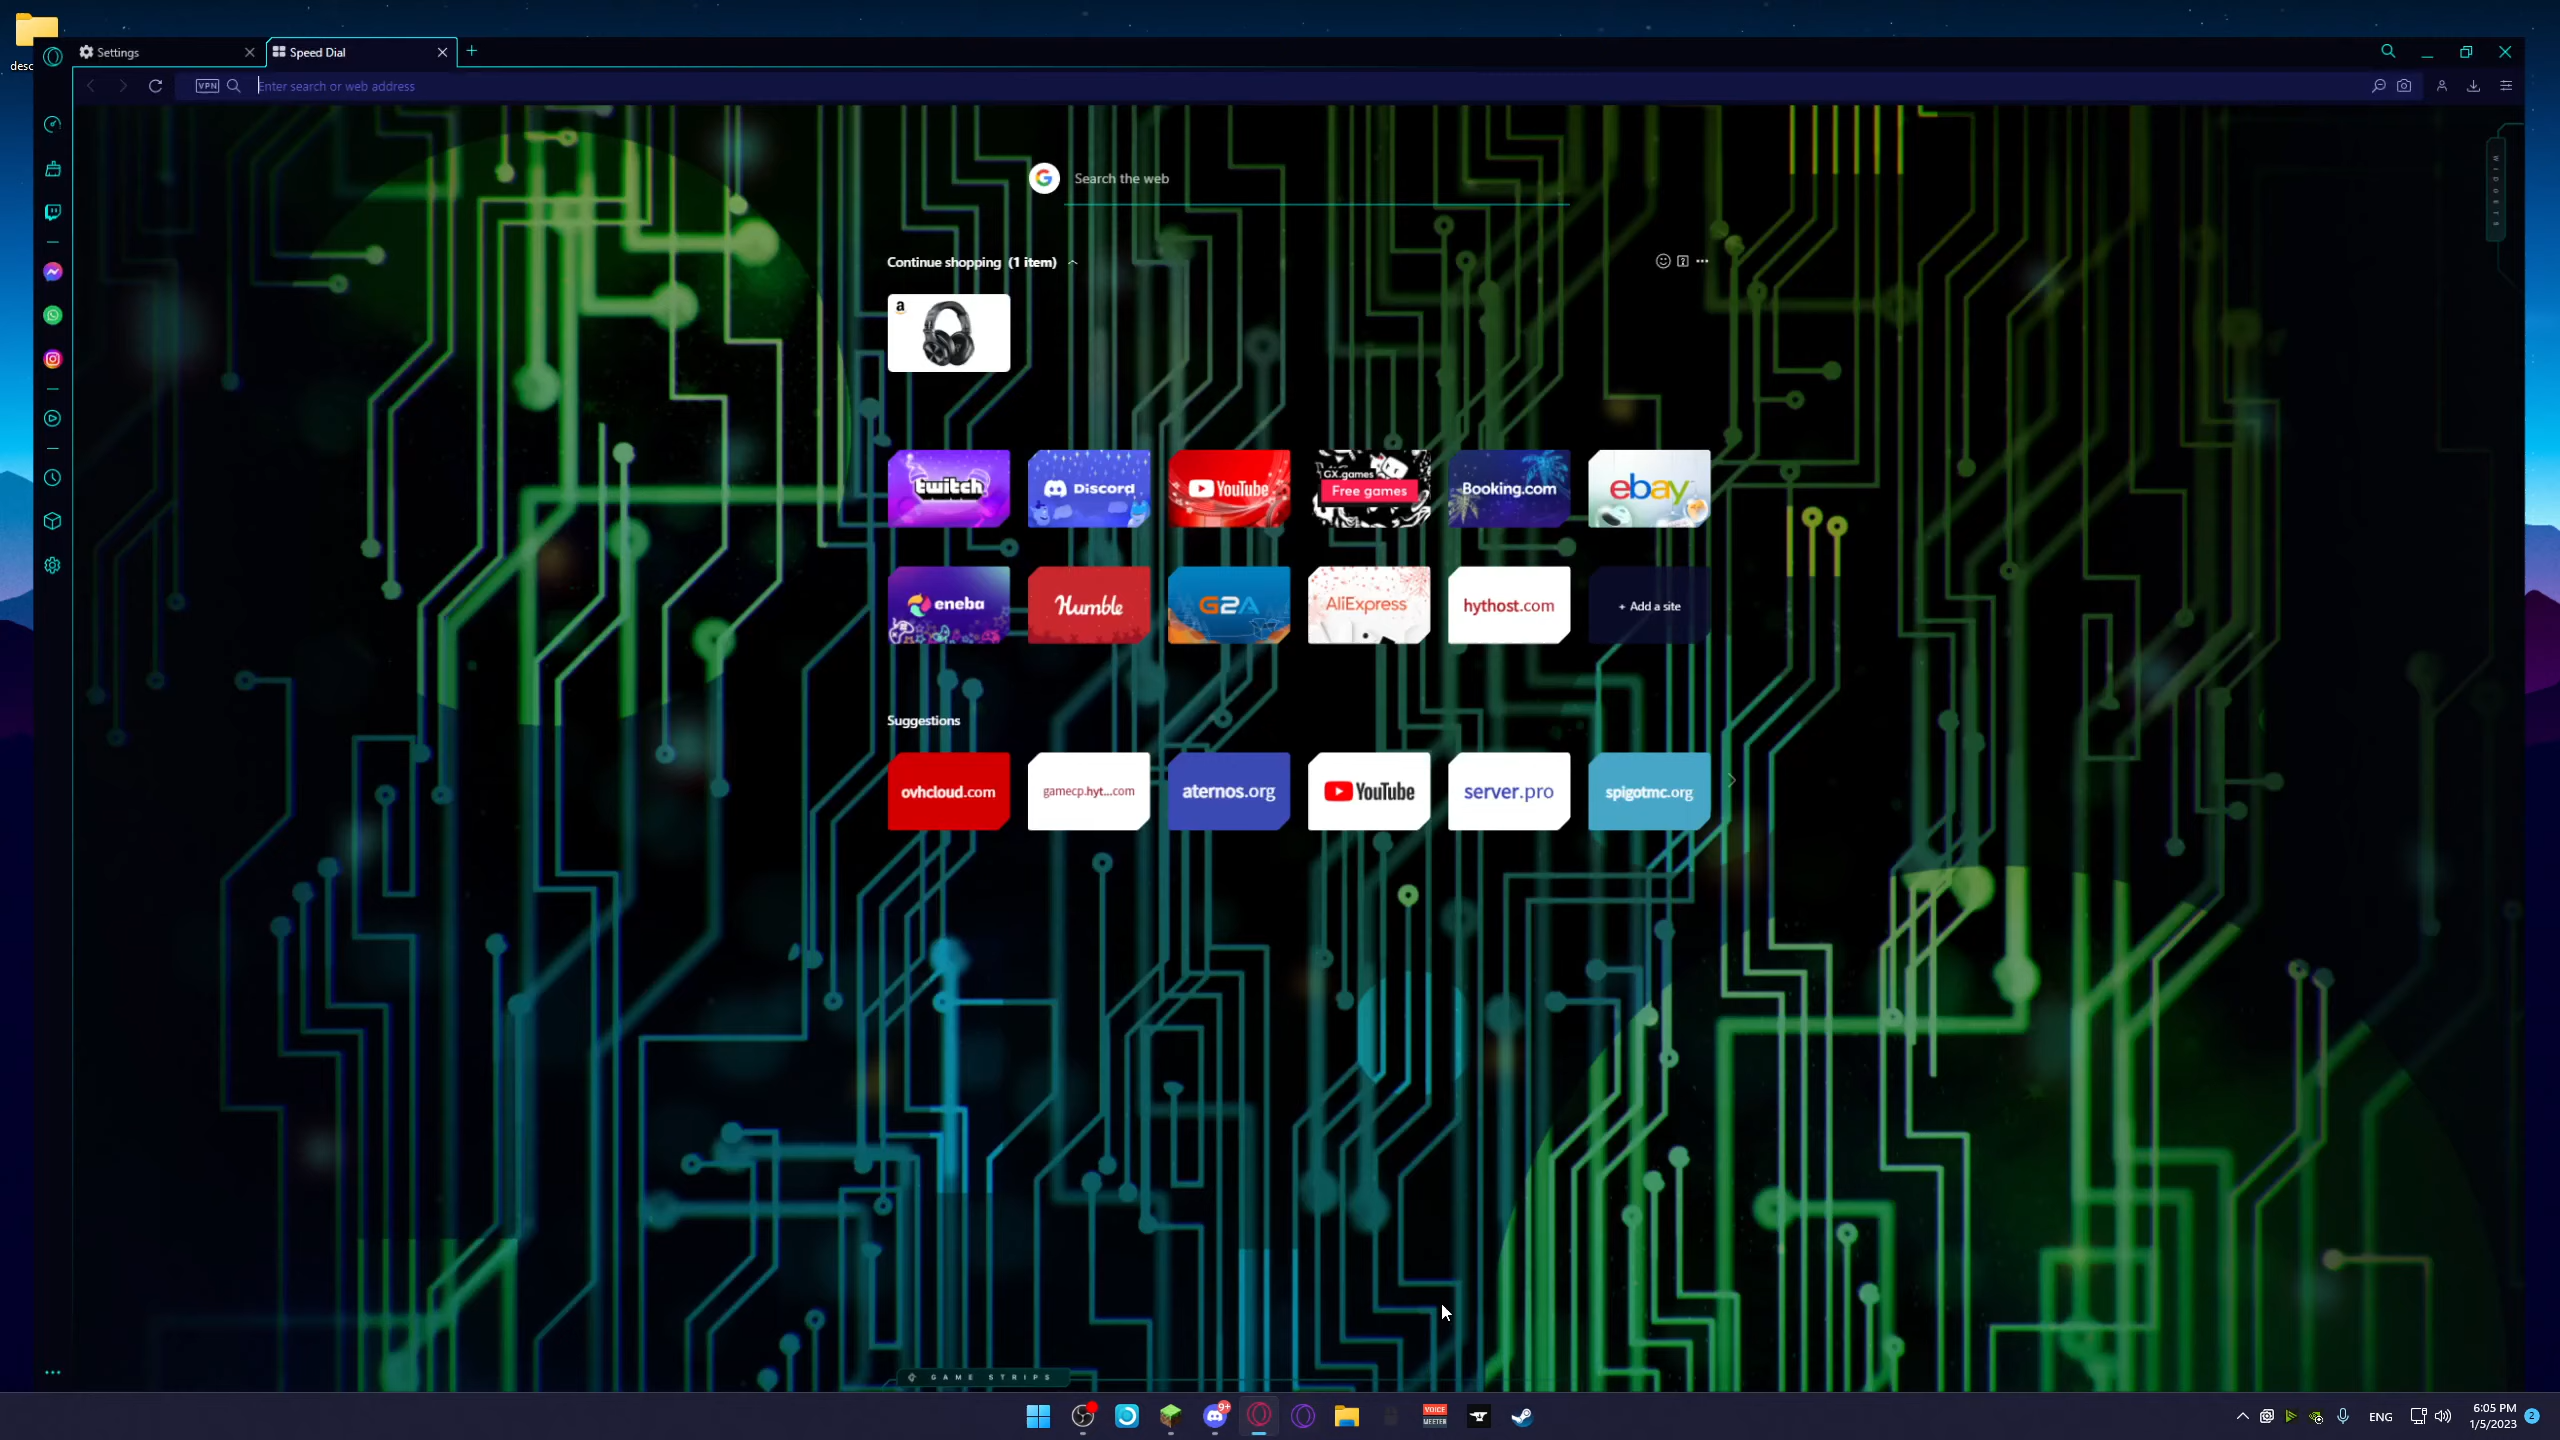 desc
Settings
Speed Dial
VPN
Enter search or web address
WIDGETS
Search the web
Continue shopping (1 item)
a
twitch
Discord
YouTube
GX.games
Free games
Booking.com
ebay
eneba
Humble
G2A
AliExpress
hythost.com
+ Add a site
Suggestions
ovhcloud.com
gamecp.hyt...com
aternos.org
YouTube
server.pro
spigotmc.org
GAME STRIPS
9+
VOICE
MEETER
ENG
6:05 PM
1/5/2023
2